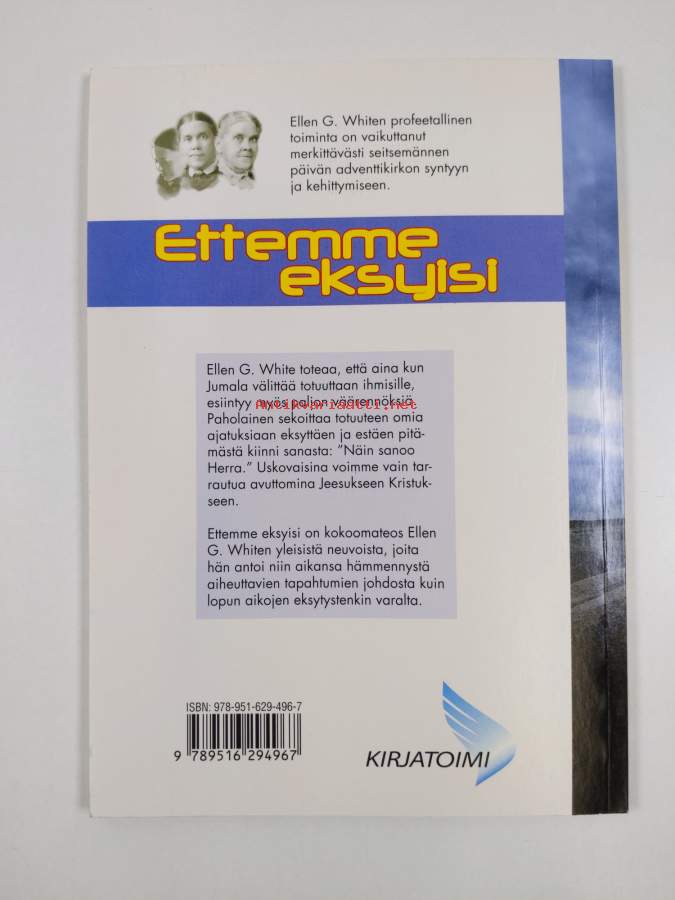 Ellen G. Whiten profeetallinen
toiminta on vaikuttanut
merkittävästi seitsemännen
päivän adventtikirkon syntyyn
ja kehittymiseen.
Ettemme
eksyisi
Ellen G. White toteaa, että aina kun
Jumala välittää totuuttaan ihmisille,
esiintyy myös paljon väärennöksiä.
Antikvariaatti.net
Paholainen sekoittaa totuuteen omia
ajatuksiaan eksyttäen ja estäen pitä-
mästä kiinni sanasta: ”Näin sanoo
Herra.” Uskovaisina voimme vain tar-
rautua avuttomina Jeesukseen Kristuk-
seen.
Ettemme eksyisi on kokoomateos Ellen
G. Whiten yleisistä neuvoista, joita
hän antoi niin aikansa hämmennystä
aiheuttavien tapahtumien johdosta kuin
lopun aikojen eksytystenkin varalta.
ISBN: 978-951-629-496-7
9 789516 294967
KIRJATOIMI